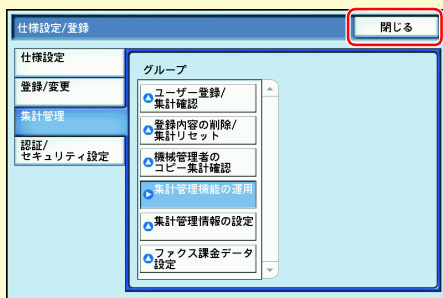 仕様設定/登録
閉じる
仕様設定
登録/変更
集計管理
認証/
セキュリティ設定
グループ
ユーザー登録/
集計確認
登録内容の削除/
集計リセット
機械管理者の
コピー集計確認
集計管理機能の運用
集計管理情報の設定
ファクス課金データ
設定